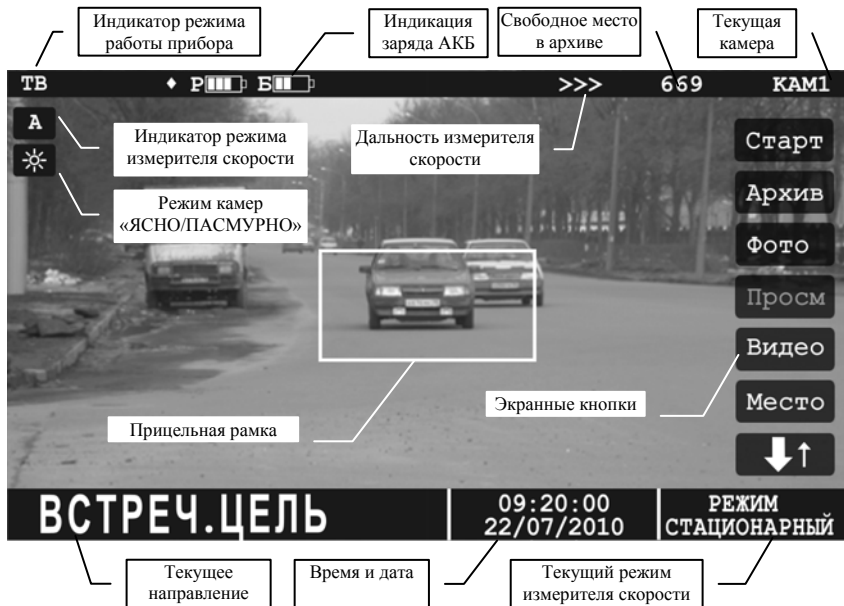 Индикатор режима
работы прибора
Индикация
заряда АКБ
Свободное место
в архиве
Текущая
камера
ТВ ♦ Р Б >>> 669 КАМ1
А
Индикатор режима
измерителя скорости
Дальность измерителя
скорости
Режим камер
«ЯСНО/ПАСМУРНО»
Старт
Архив
Фото
Просм
Видео
Место
Экранные кнопки
Прицельная рамка
ВСТРЕЧ.ЦЕЛЬ
09:20:00
22/07/2010
РЕЖИМ
СТАЦИОНАРНЫЙ
Текущее
направление
Время и дата
Текущий режим
измерителя скорости